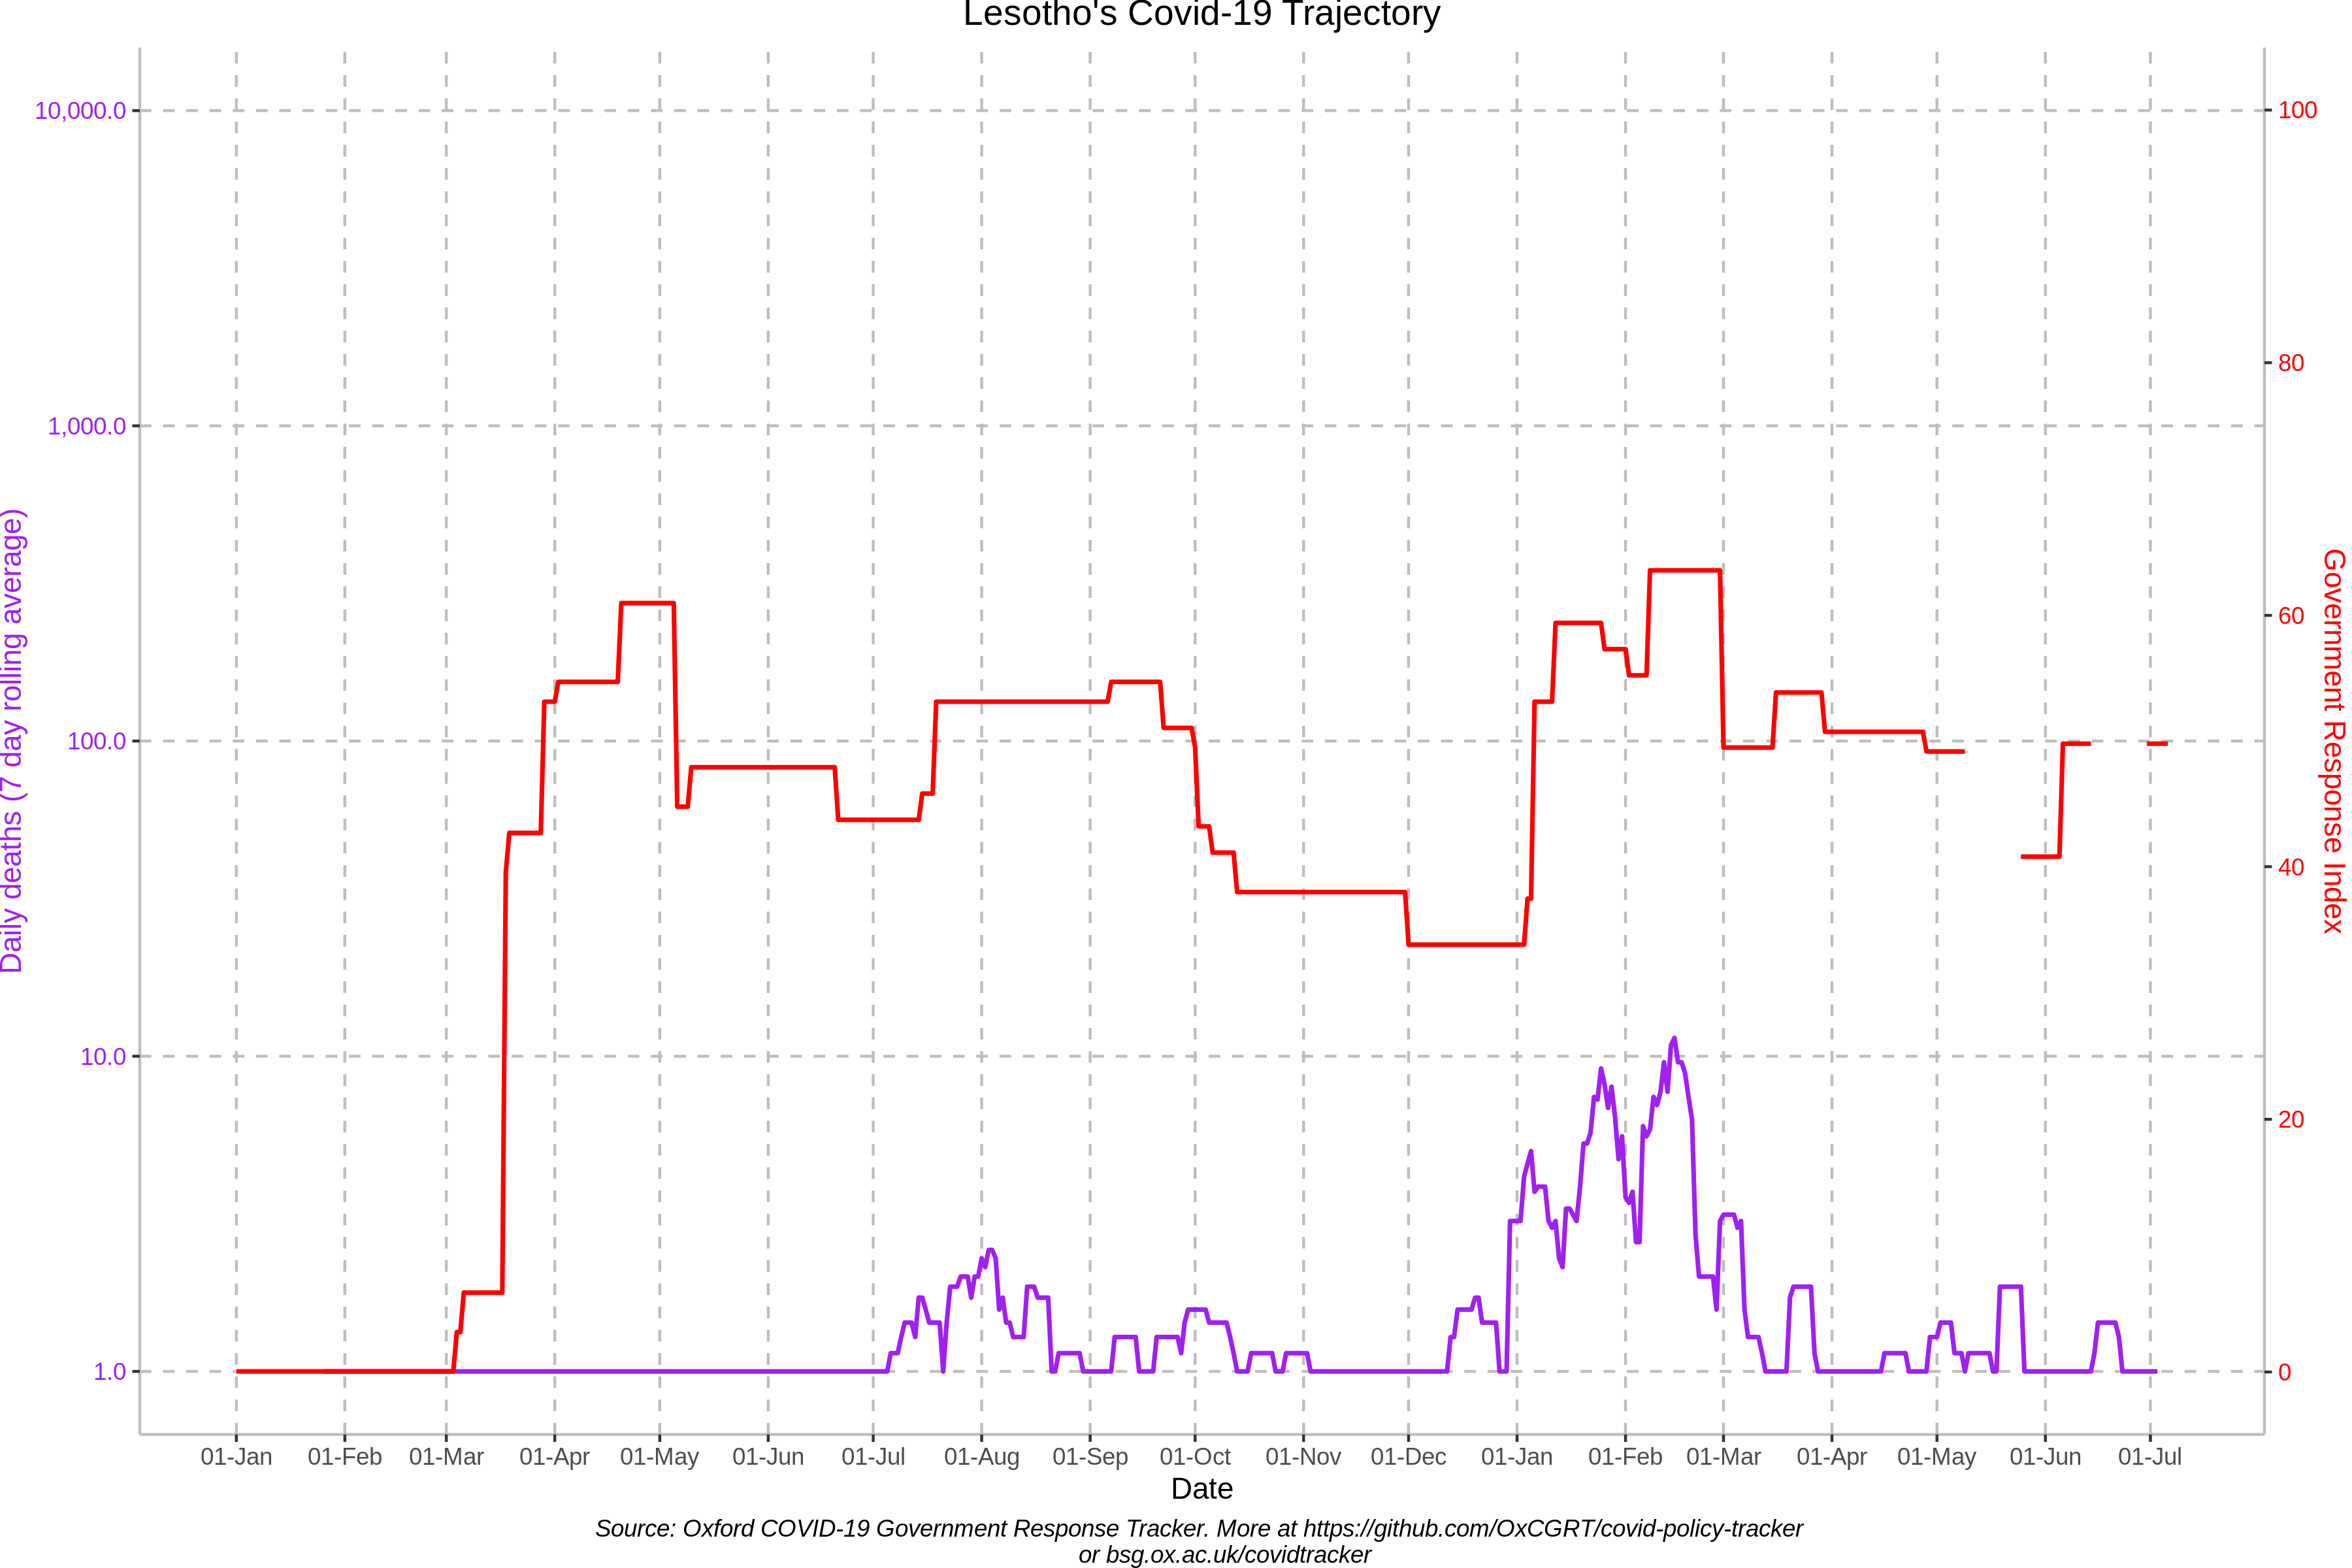 Lesotho's Covid-19 Trajectory
10,000.0
1,000.0
100.0
10.0
1.0
Daily deaths (7 day rolling average)
100
80
60
40
20
0
Government Response Index
01-Jan 01-Feb 01-Mar 01-Apr 01-May 01-Jun 01-Jul 01-Aug 01-Sep 01-Oct 01-Nov 01-Dec 01-Jan 01-Feb 01-Mar 01-Apr 01-May 01-Jun 01-Jul
Date
Source: Oxford COVID-19 Government Response Tracker. More at https://github.com/OxCGRT/covid-policy-tracker
or bsg.ox.ac.uk/covidtracker